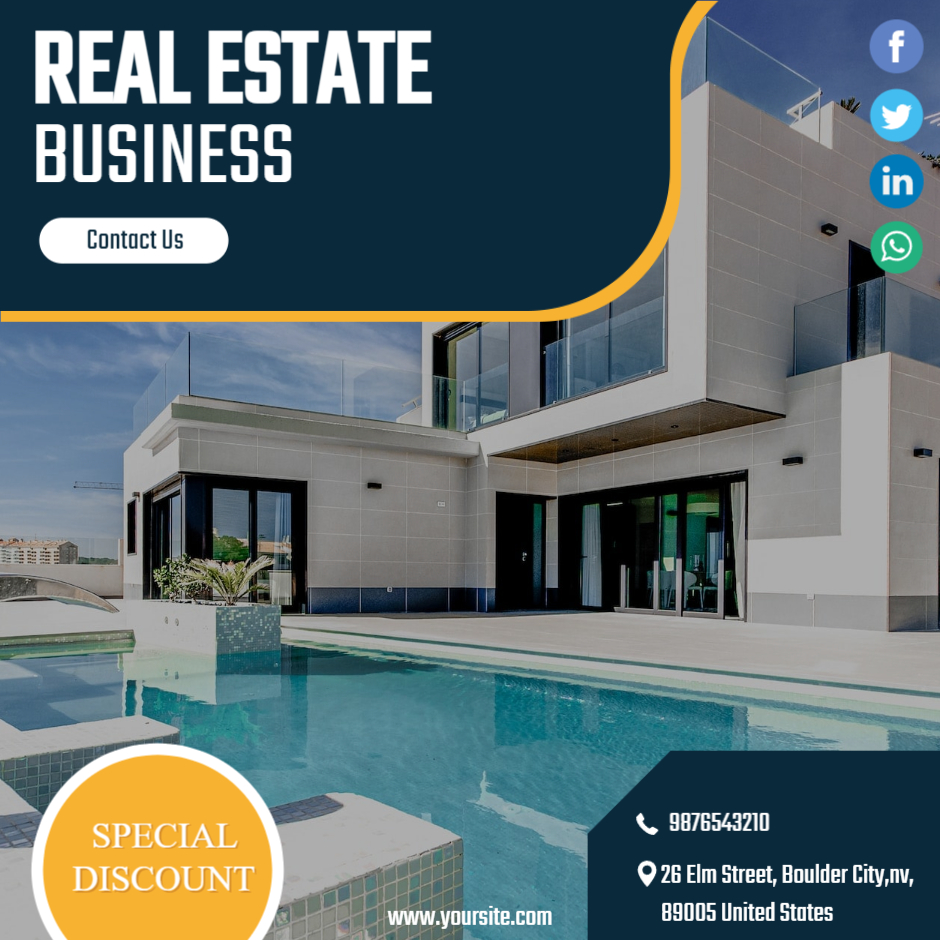 REAL ESTATE
BUSINESS
Contact Us
f
in
SPECIAL
DISCOUNT
www.yoursite.com
9876543210
26 Elm Street, Boulder City,nv,
89005 United States